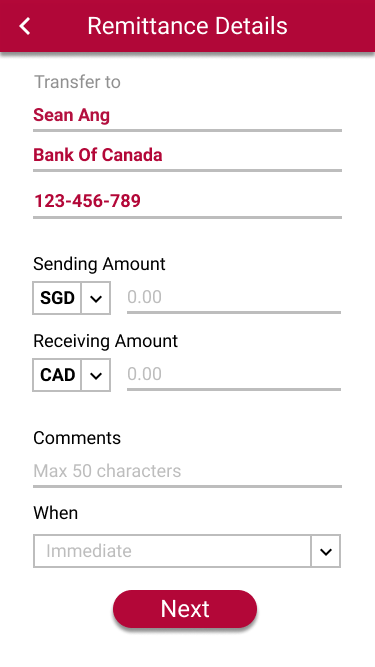 Remittance Details
Transfer to
Sean Ang
Bank Of Canada
123-456-789
Sending Amount
SGD 0.00
Receiving Amount
CAD 0.00
Comments
Max 50 characters
When
Immediate
Next